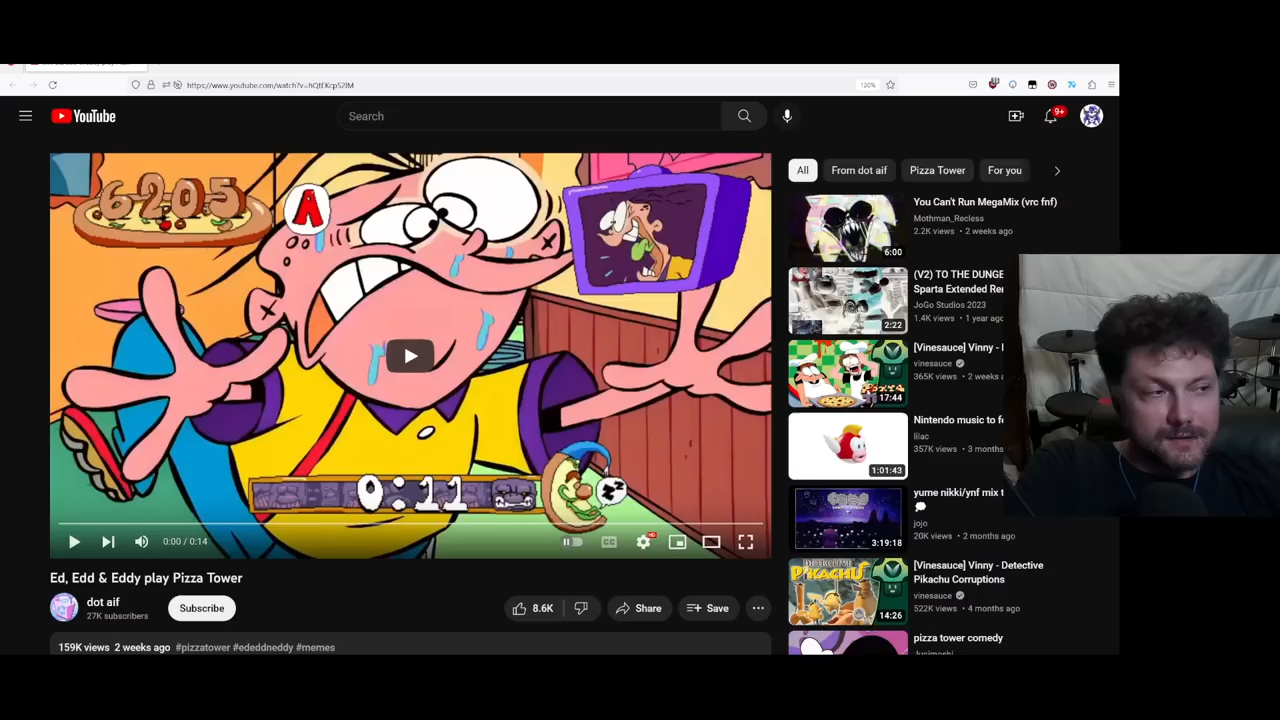 https://www.youtube.com/watch?v=hQtEKcpS2lM
120%
YouTube
Search
9+
6205
A
0:11
0:00 / 0:14
CC
HD
Ed, Edd & Eddy play Pizza Tower
dot aif
27K subscribers
Subscribe
8.6K
Share
Save
159K views 2 weeks ago #pizzatower #ededdneddy #memes
All
From dot aif
Pizza Tower
For you
You Can't Run MegaMix (vrc fnf)
Mothman_Recless
2.2K views • 2 weeks ago
6:00
(V2) TO THE DUNGE
Sparta Extended Re
JoGo Studios 2023
1.4K views • 1 year ago
2:22
[Vinesauce] Vinny -
vinesauce
365K views • 2 weeks
17:44
Nintendo music to
lilac
357K views • 3 months
1:01:43
yume nikki/ynf mix
jojo
20K views • 2 months ago
3:19:18
[Vinesauce] Vinny - Detective
Pikachu Corruptions
vinesauce
522K views • 4 months ago
DETECTIVE
PIKACHU
14:26
pizza tower comedy